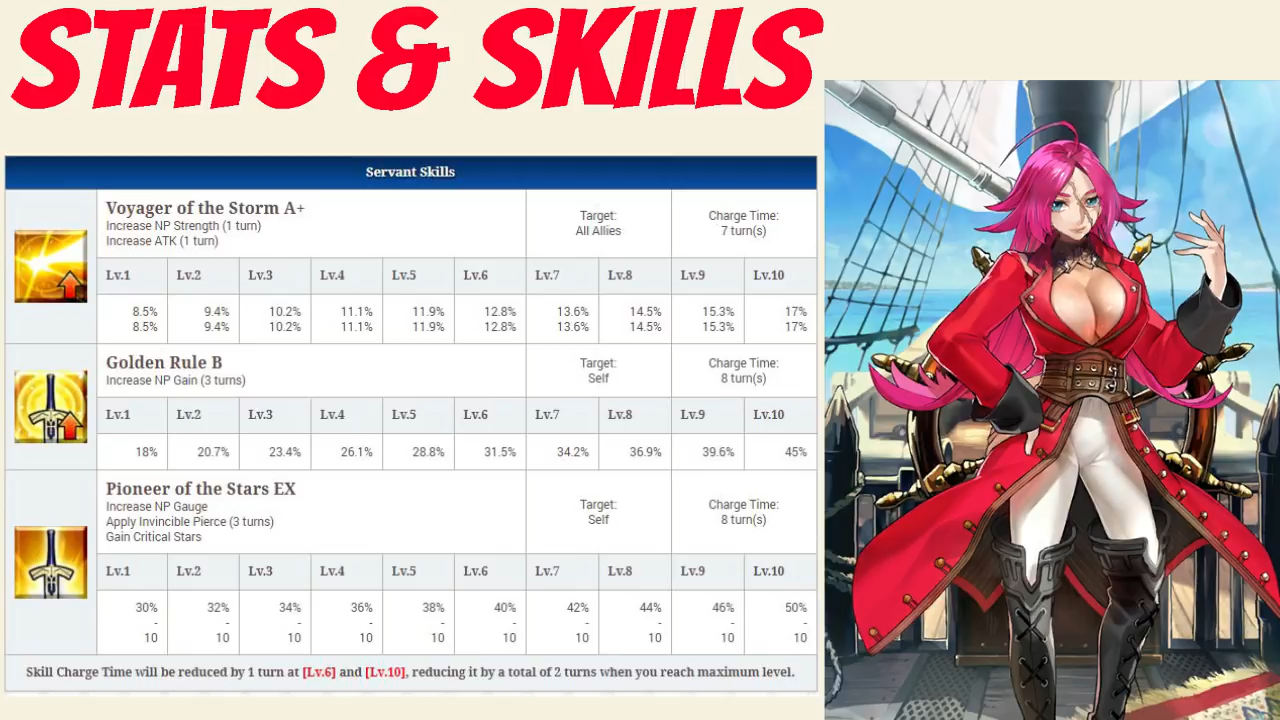 STATS & SKILLS
Servant Skills
Voyager of the Storm A+
Increase NP Strength (1 turn)
Increase ATK (1 turn)
Target:
All Allies
Charge Time:
7 turn(s)
Lv.1 Lv.2 Lv.3 Lv.4 Lv.5 Lv.6 Lv.7 Lv.8 Lv.9 Lv.10
8.5% 9.4% 10.2% 11.1% 11.9% 12.8% 13.6% 14.5% 15.3% 17%
8.5% 9.4% 10.2% 11.1% 11.9% 12.8% 13.6% 14.5% 15.3% 17%
Golden Rule B
Increase NP Gain (3 turns)
Target:
Self
Charge Time:
8 turn(s)
Lv.1 Lv.2 Lv.3 Lv.4 Lv.5 Lv.6 Lv.7 Lv.8 Lv.9 Lv.10
18% 20.7% 23.4% 26.1% 28.8% 31.5% 34.2% 36.9% 39.6% 45%
Pioneer of the Stars EX
Increase NP Gauge
Apply Invincible Pierce (3 turns)
Gain Critical Stars
Target:
Self
Charge Time:
8 turn(s)
Lv.1 Lv.2 Lv.3 Lv.4 Lv.5 Lv.6 Lv.7 Lv.8 Lv.9 Lv.10
30% 32% 34% 36% 38% 40% 42% 44% 46% 50%
- - - - - - - - - -
10 10 10 10 10 10 10 10 10 10
Skill Charge Time will be reduced by 1 turn at [Lv.6] and [Lv.10], reducing it by a total of 2 turns when you reach maximum level.